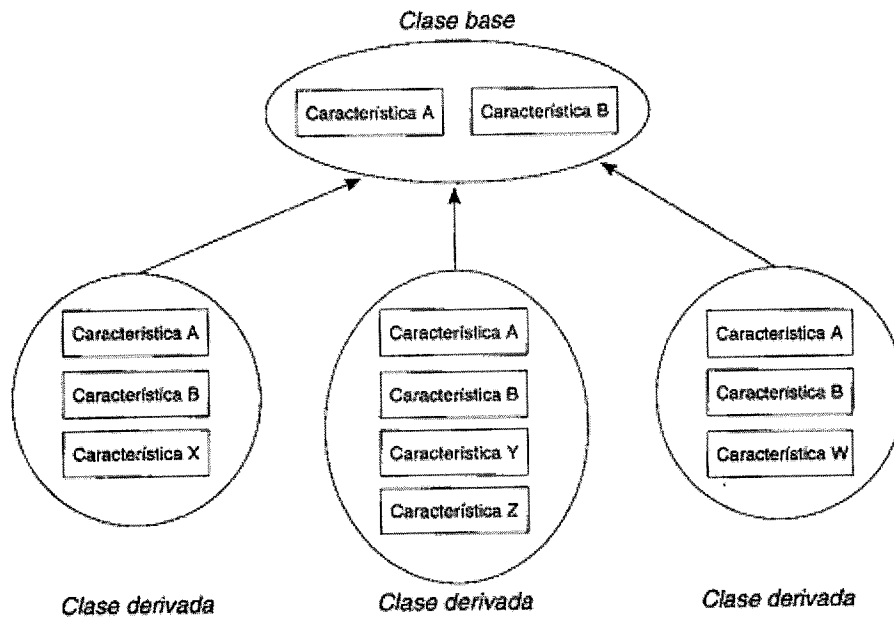 Clase base
Característica A
Característica B
Característica A
Característica B
Característica X
Característica A
Característica B
Característica Y
Característica Z
Característica A
Característica B
Característica W
Clase derivada
Clase derivada
Clase derivada